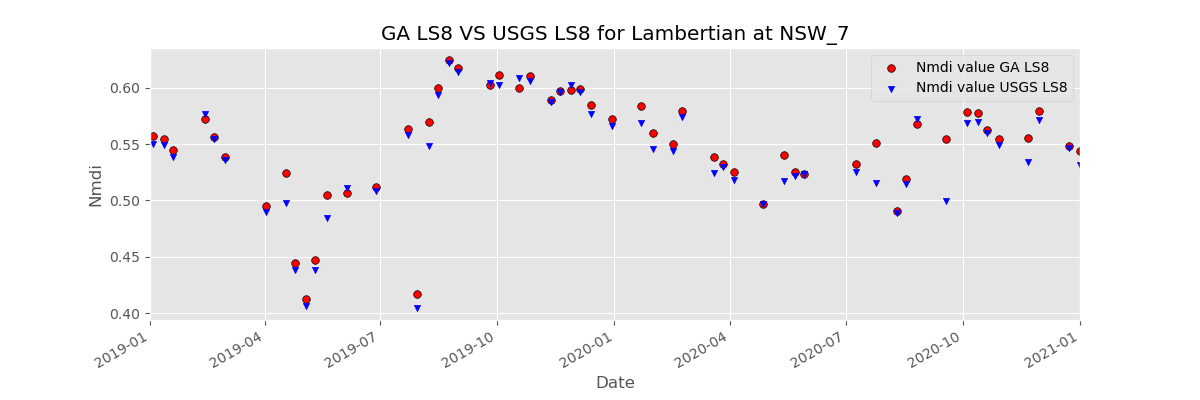 GA LS8 VS USGS LS8 for Lambertian at NSW_7
Nmdi value GA LS8
Nmdi value USGS LS8
0.60
0.55
0.50
0.45
0.40
Nmdi
2019-01
2019-04
2019-07
2019-10
2020-01
2020-04
2020-07
2020-10
2021-01
Date